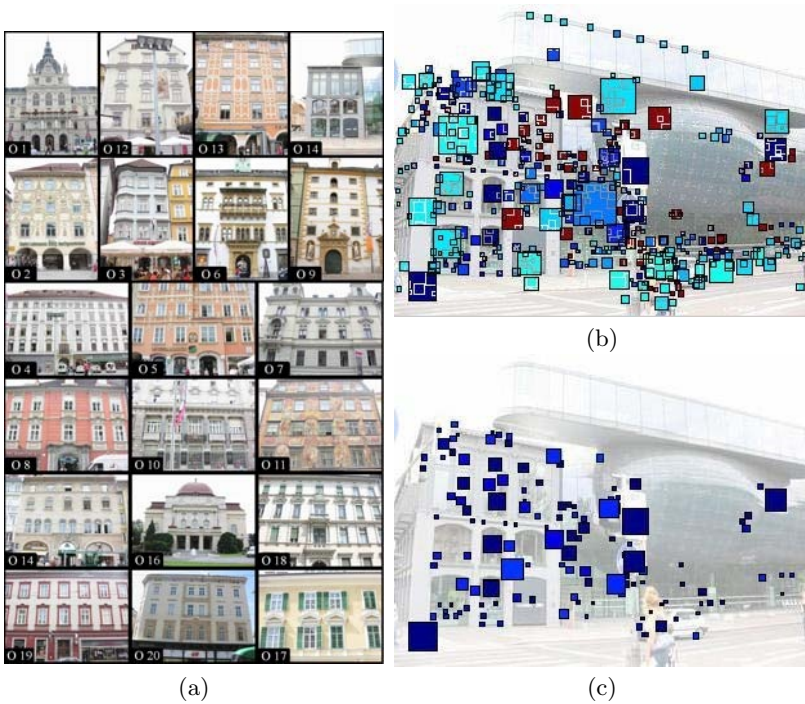 O 1 O 12 O 13 O 14
O 2 O 3 O 6 O 9
O 4 O 5 O 7
O 8 O 10 O 11
O 14 O 16 O 18
O 19 O 20 O 17
(a)
(b)
(c)